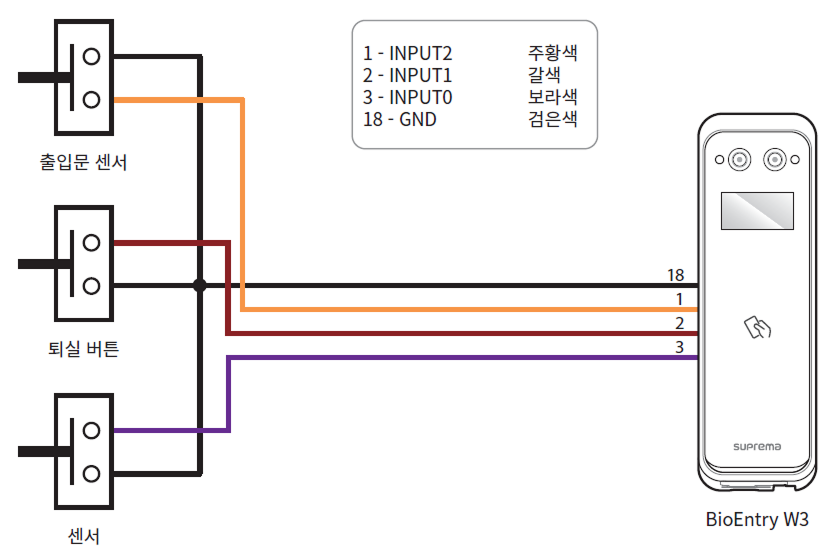 1 - INPUT2 주황색
2 - INPUT1 갈색
3 - INPUT0 보라색
18 - GND 검은색
출입문 센서
퇴실 버튼
센서
18
1
2
3
suprema
BioEntry W3